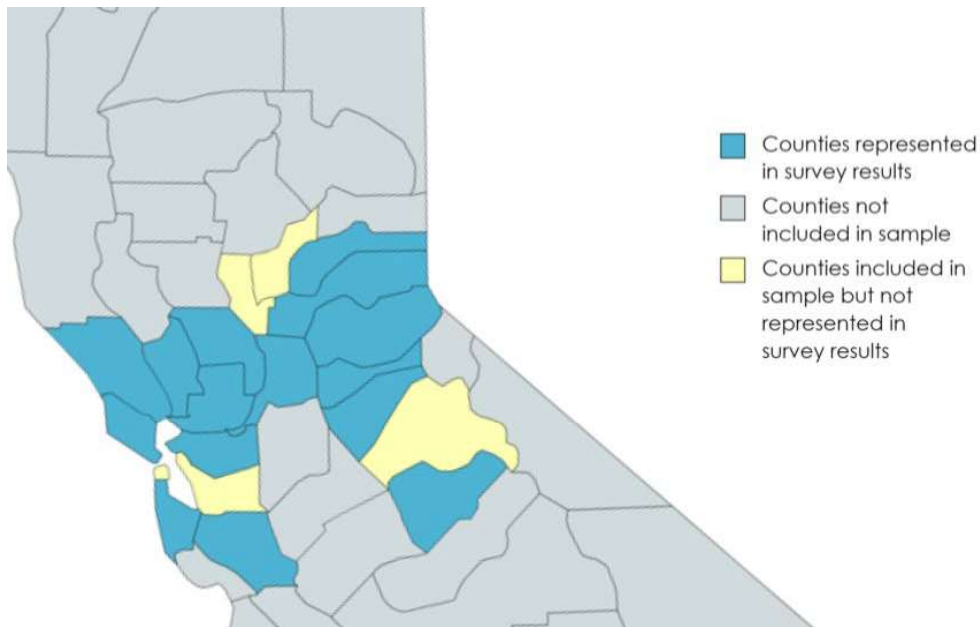 Counties represented
in survey results
Counties not
included in sample
Counties included in
sample but not
represented in
survey results